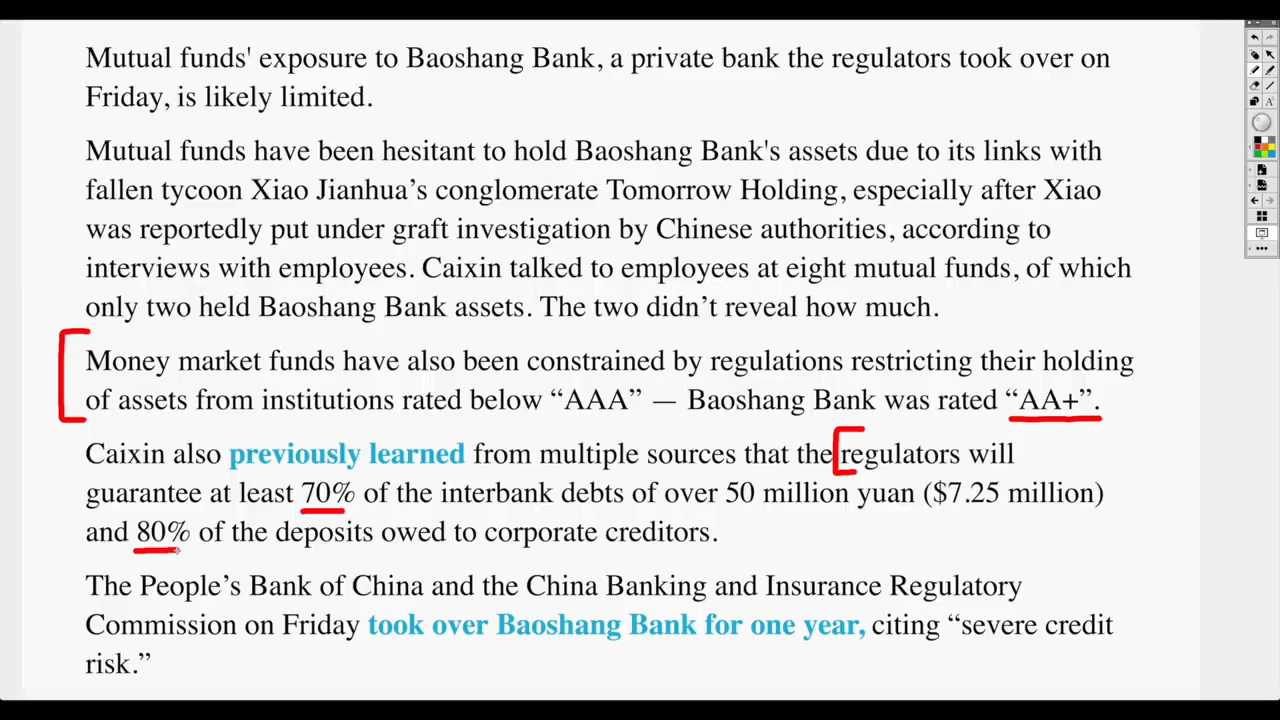 Mutual funds' exposure to Baoshang Bank, a private bank the regulators took over on
Friday, is likely limited.
Mutual funds have been hesitant to hold Baoshang Bank's assets due to its links with
fallen tycoon Xiao Jianhua’s conglomerate Tomorrow Holding, especially after Xiao
was reportedly put under graft investigation by Chinese authorities, according to
interviews with employees. Caixin talked to employees at eight mutual funds, of which
only two held Baoshang Bank assets. The two didn’t reveal how much.
Money market funds have also been constrained by regulations restricting their holding
of assets from institutions rated below “AAA” — Baoshang Bank was rated “AA+”.
Caixin also previously learned from multiple sources that the regulators will
guarantee at least 70% of the interbank debts of over 50 million yuan ($7.25 million)
and 80% of the deposits owed to corporate creditors.
The People’s Bank of China and the China Banking and Insurance Regulatory
Commission on Friday took over Baoshang Bank for one year, citing “severe credit
risk.”